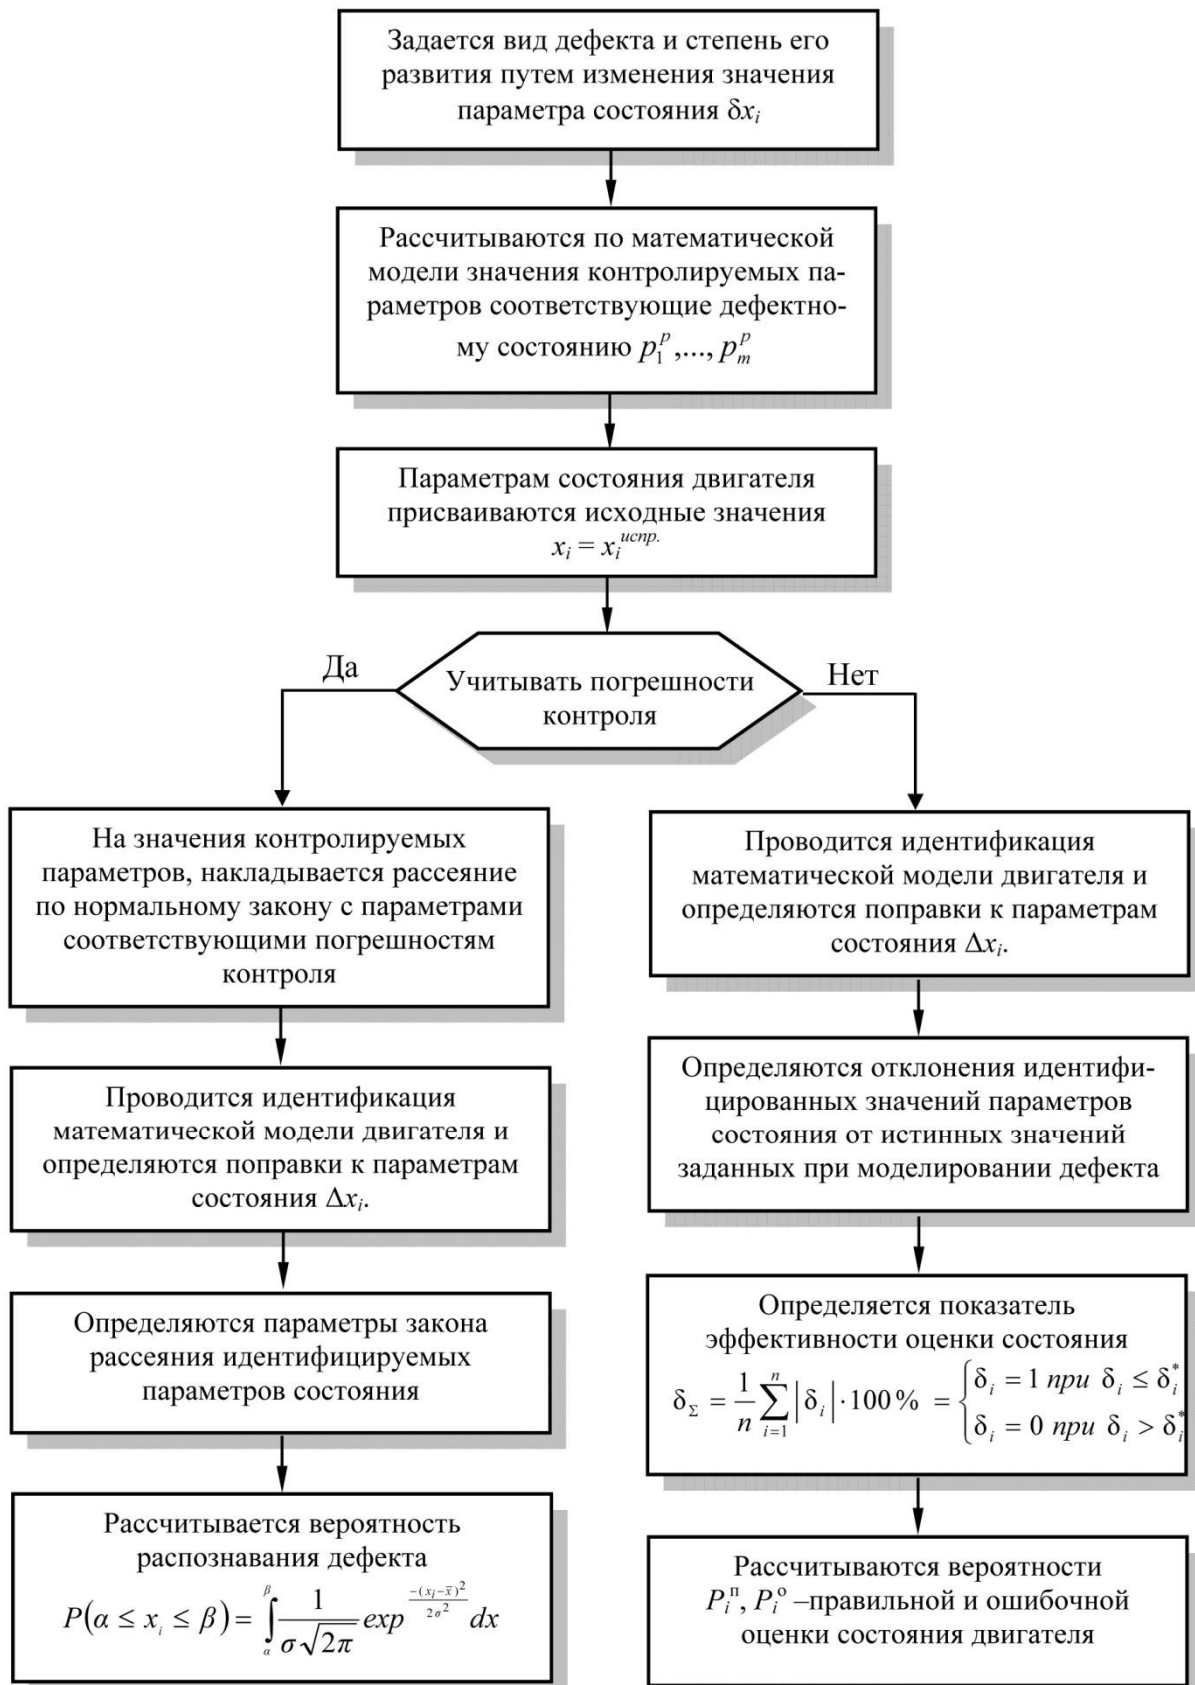 Задается вид дефекта и степень его
развития путем изменения значения
параметра состояния δxᵢ
Рассчитываются по математической
модели значения контролируемых па-
раметров соответствующие дефектно-
му состоянию p₁ᵖ,..., pₘᵖ
Параметрам состояния двигателя
присваиваются исходные значения
xᵢ = xᵢ^испр.
Учитывать погрешности
контроля
Да
Нет
На значения контролируемых
параметров, накладывается рассеяние
по нормальному закону с параметрами
соответствующими погрешностям
контроля
Проводится идентификация
математической модели двигателя и
определяются поправки к параметрам
состояния Δxᵢ.
Определяются параметры закона
рассеяния идентифицируемых
параметров состояния
Рассчитывается вероятность
распознавания дефекта
P(α ≤ xᵢ ≤ β) = ∫_α^β 1/(σ√(2π)) exp^(−(xᵢ−x̄)²/(2σ²)) dx
Проводится идентификация
математической модели двигателя и
определяются поправки к параметрам
состояния Δxᵢ.
Определяются отклонения идентифи-
цированных значений параметров
состояния от истинных значений
заданных при моделировании дефекта
Определяется показатель
эффективности оценки состояния
δ_Σ = 1/n ∑_{i=1}^n |δᵢ| · 100 % = { δᵢ = 1 при δᵢ ≤ δᵢ*
δᵢ = 0 при δᵢ > δᵢ*
Рассчитываются вероятности
Pᵢ^п, Pᵢ^о –правильной и ошибочной
оценки состояния двигателя